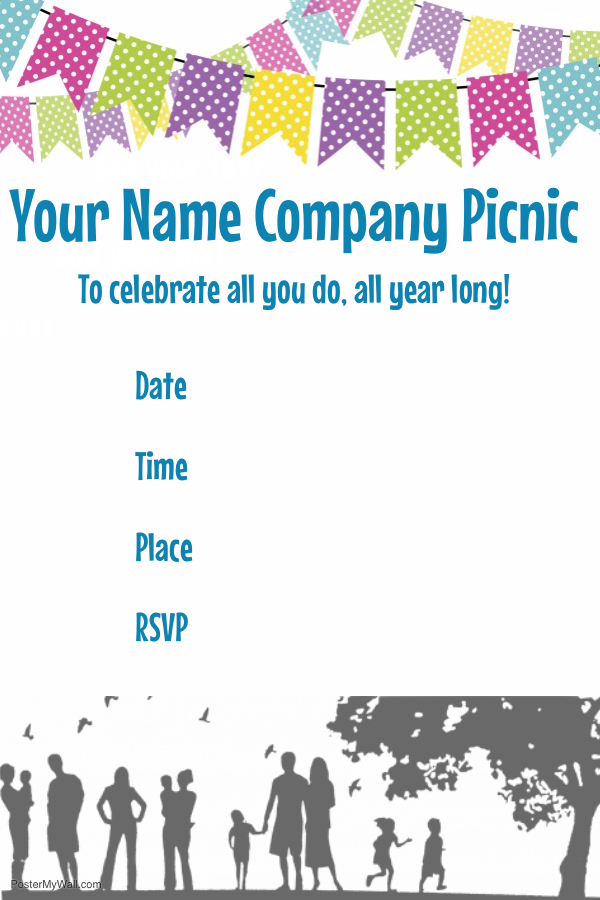 Your Name Company Picnic
To celebrate all you do, all year long!
Date
Time
Place
RSVP
PosterMyWall.com